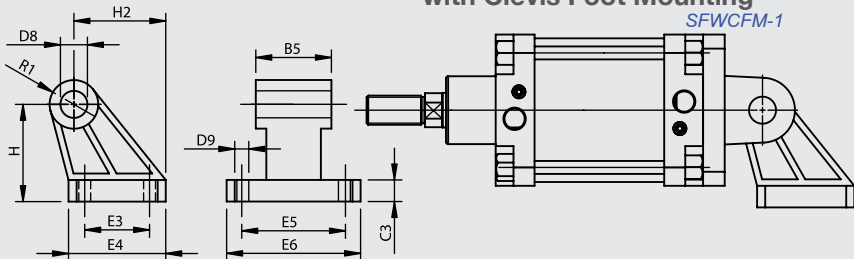 with Clevis Foot Mounting
SFWCFM-1
H2
D8
B5
R1
D9
H
E3
E5
C3
E4
E6